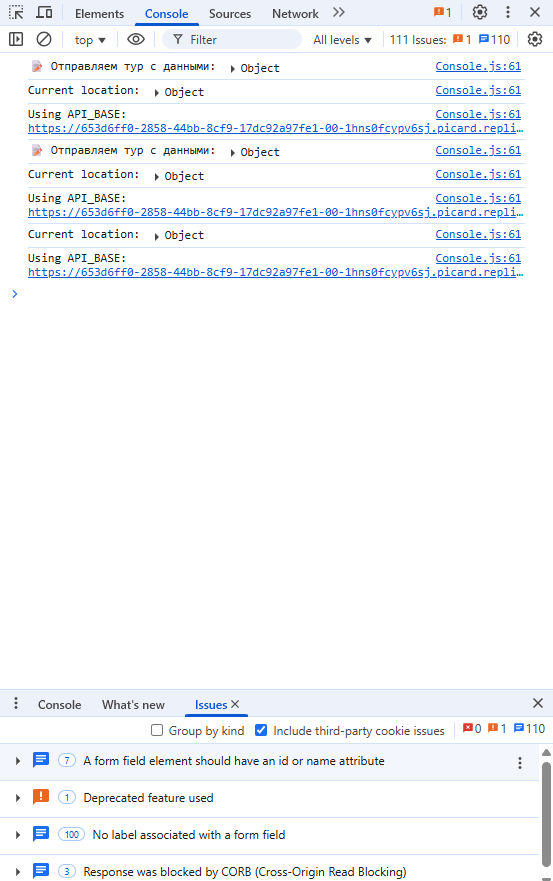 Elements Console Sources Network 1
top Filter All levels 111 Issues: 1 110
Отправляем тур с данными: Object Console.js:61
Current location: Object Console.js:61
Using API_BASE: Console.js:61
https://653d6ff0-2858-44bb-8cf9-17dc92a97fe1-00-1hns0fcypv6sj.picard.repli…
Отправляем тур с данными: Object Console.js:61
Current location: Object Console.js:61
Using API_BASE: Console.js:61
https://653d6ff0-2858-44bb-8cf9-17dc92a97fe1-00-1hns0fcypv6sj.picard.repli…
Current location: Object Console.js:61
Using API_BASE: Console.js:61
https://653d6ff0-2858-44bb-8cf9-17dc92a97fe1-00-1hns0fcypv6sj.picard.repli…
Console What's new Issues
Group by kind Include third-party cookie issues 0 1 110
7 A form field element should have an id or name attribute
1 Deprecated feature used
100 No label associated with a form field
3 Response was blocked by CORB (Cross-Origin Read Blocking)